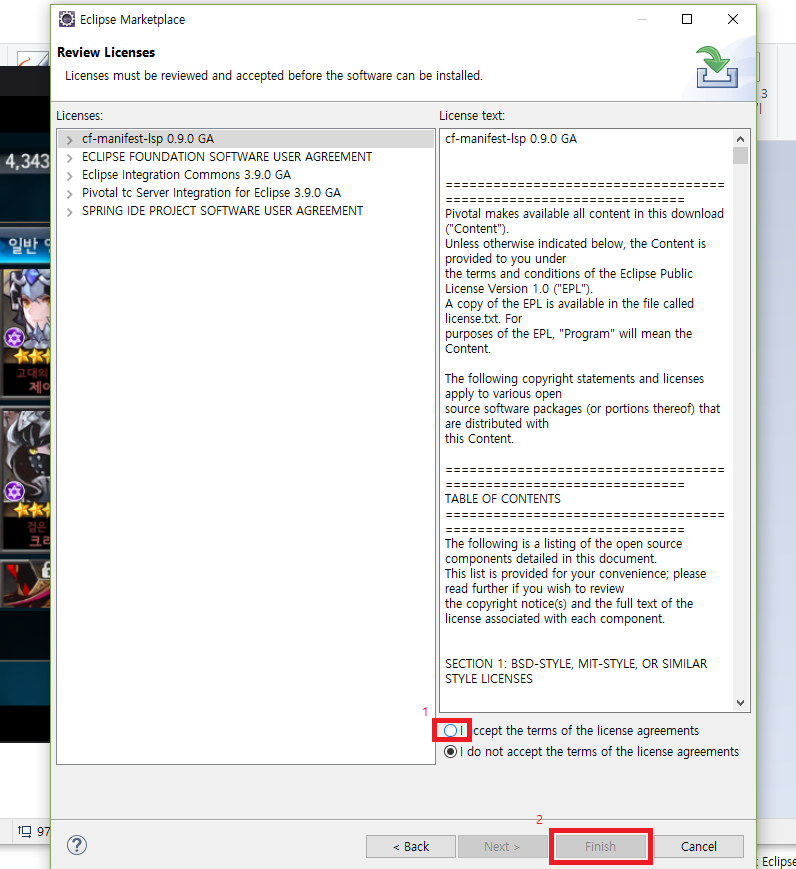 Eclipse Marketplace
Review Licenses
Licenses must be reviewed and accepted before the software can be installed.
3
Licenses:
License text:
cf-manifest-lsp 0.9.0 GA
ECLIPSE FOUNDATION SOFTWARE USER AGREEMENT
Eclipse Integration Commons 3.9.0 GA
Pivotal tc Server Integration for Eclipse 3.9.0 GA
SPRING IDE PROJECT SOFTWARE USER AGREEMENT
cf-manifest-lsp 0.9.0 GA
===================================
==============================
Pivotal makes available all content in this download
("Content").
Unless otherwise indicated below, the Content is
provided to you under
the terms and conditions of the Eclipse Public
License Version 1.0 ("EPL").
A copy of the EPL is available in the file called
license.txt. For
purposes of the EPL, "Program" will mean the
Content.
The following copyright statements and licenses
apply to various open
source software packages (or portions thereof) that
are distributed with
this Content.
===================================
==============================
TABLE OF CONTENTS
===================================
==============================
The following is a listing of the open source
components detailed in this document.
This list is provided for your convenience; please
read further if you wish to review
the copyright notice(s) and the full text of the
license associated with each component.
SECTION 1: BSD-STYLE, MIT-STYLE, OR SIMILAR
STYLE LICENSES
4,343
일반
고대의
제이
검은
크리
1
I accept the terms of the license agreements
I do not accept the terms of the license agreements
2
97
?
< Back
Next >
Finish
Cancel
Eclipse